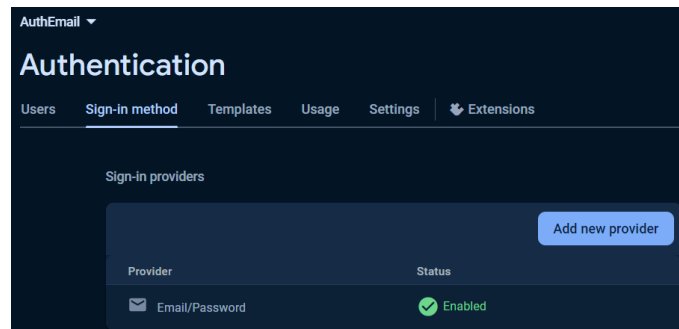 AuthEmail
Authentication
Users Sign-in method Templates Usage Settings Extensions
Sign-in providers
Add new provider
Provider Status
Email/Password Enabled